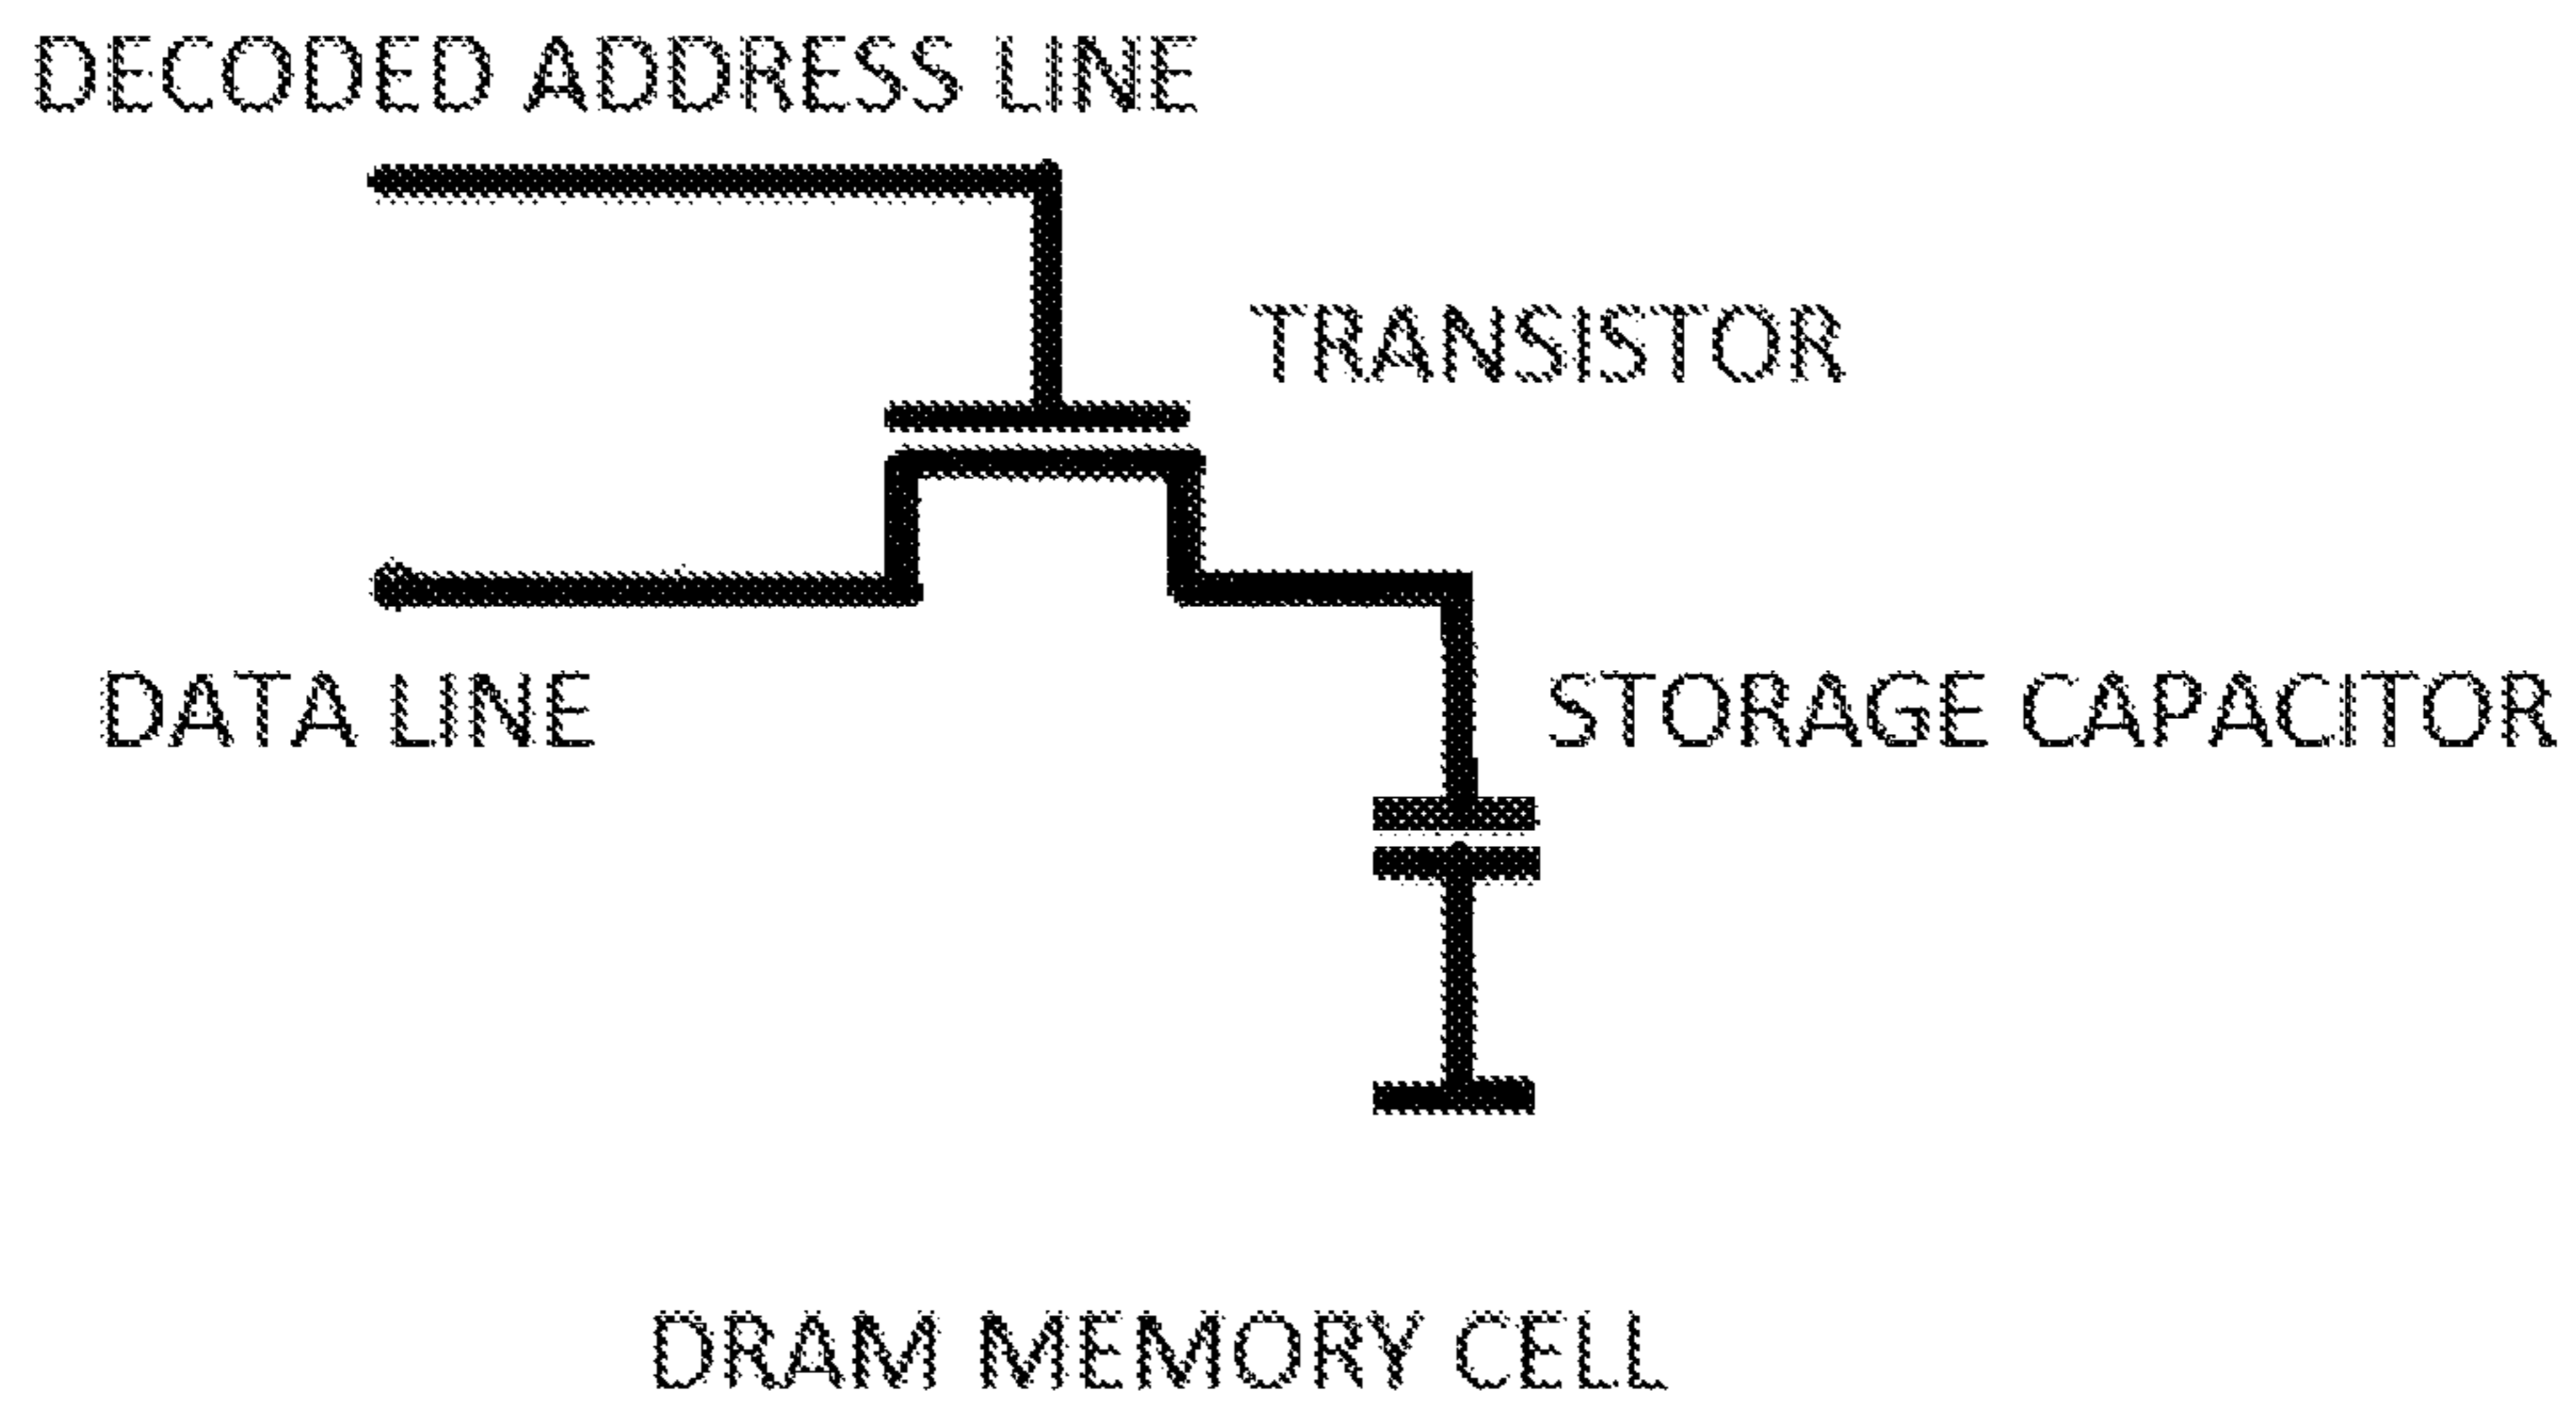 DECODED ADDRESS LINE
TRANSISTOR
DATA LINE
STORAGE CAPACITOR
DRAM MEMORY CELL